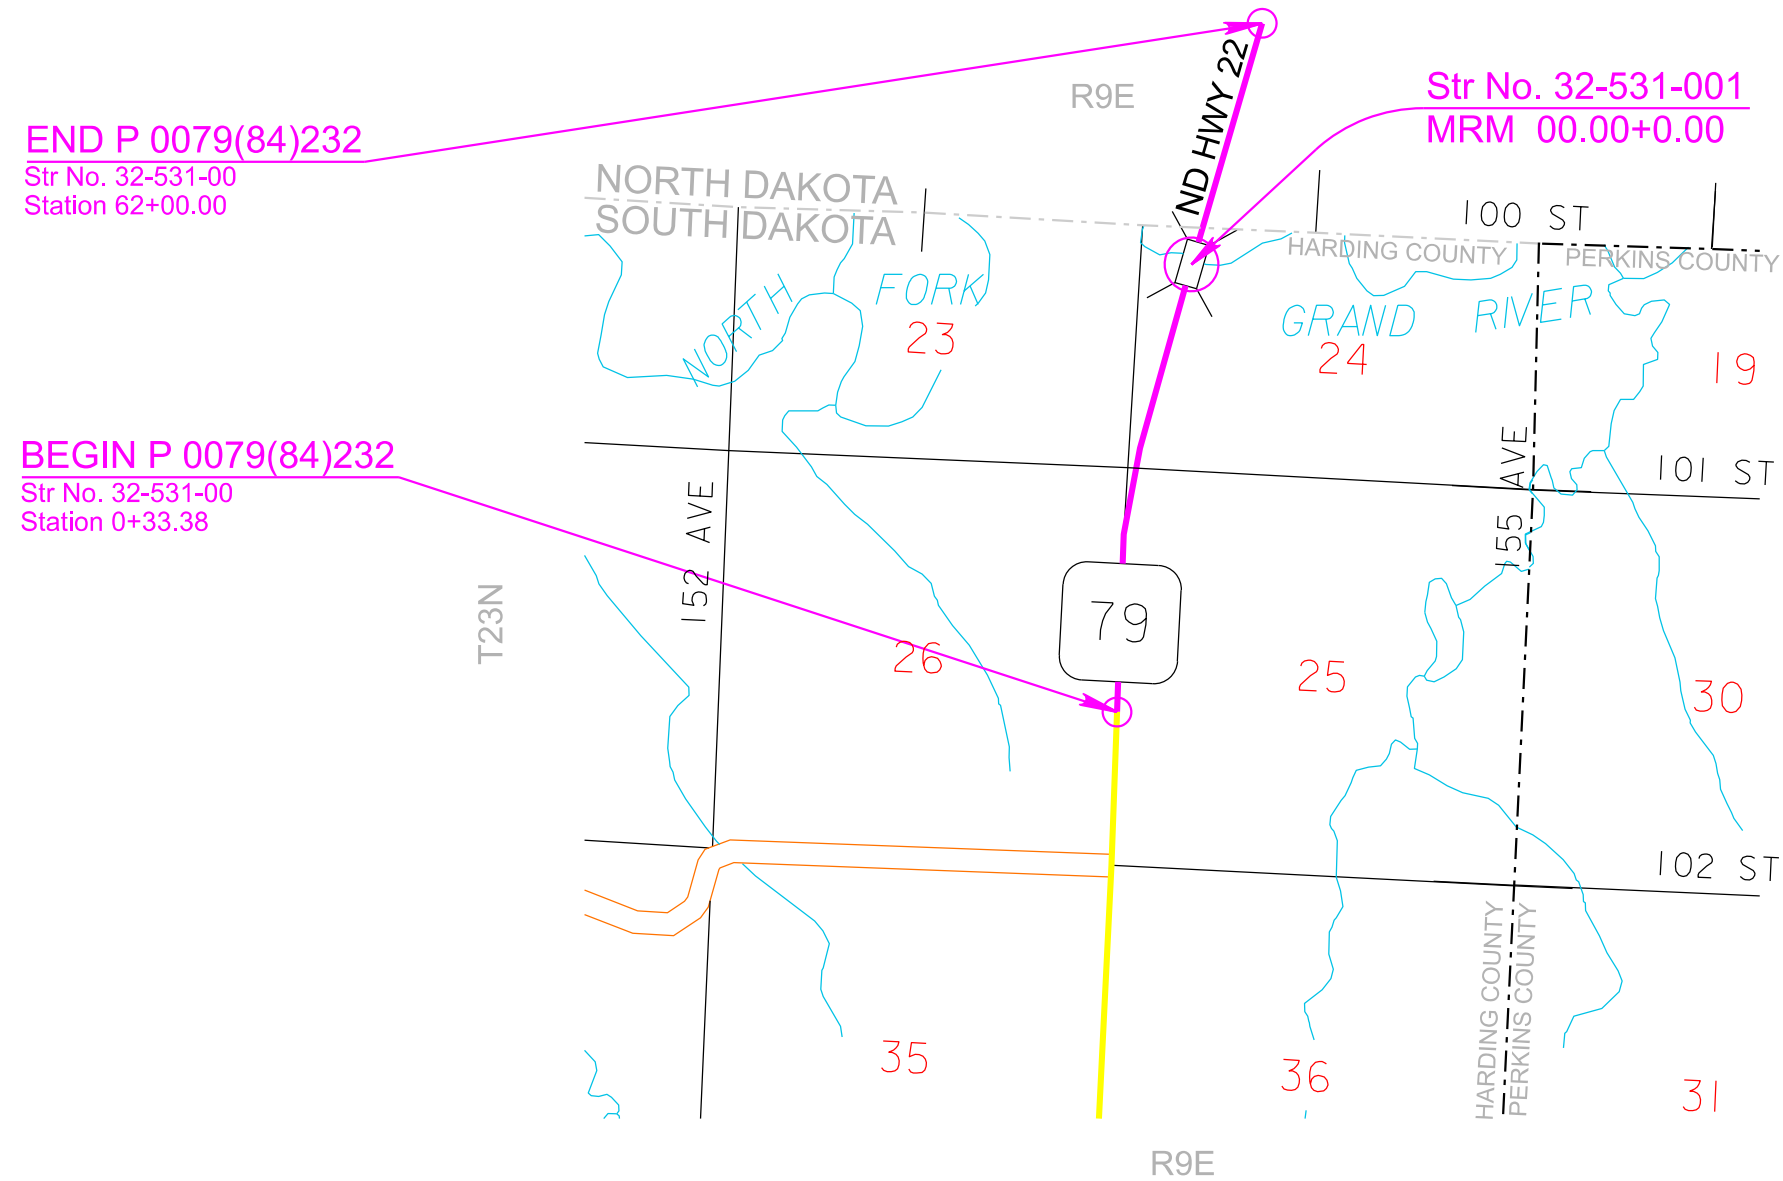 ND HWY 22
R9E
Str No. 32-531-001
MRM 00.00+0.00
END P 0079(84)232
Str No. 32-531-00
Station 62+00.00
NORTH DAKOTA
SOUTH DAKOTA
100 ST
HARDING COUNTY
PERKINS COUNTY
NORTH FORK GRAND RIVER
23
24
19
BEGIN P 0079(84)232
Str No. 32-531-00
Station 0+33.38
152 AVE
155 AVE
101 ST
T23N
79
26
25
30
102 ST
HARDING COUNTY
PERKINS COUNTY
35
36
31
R9E